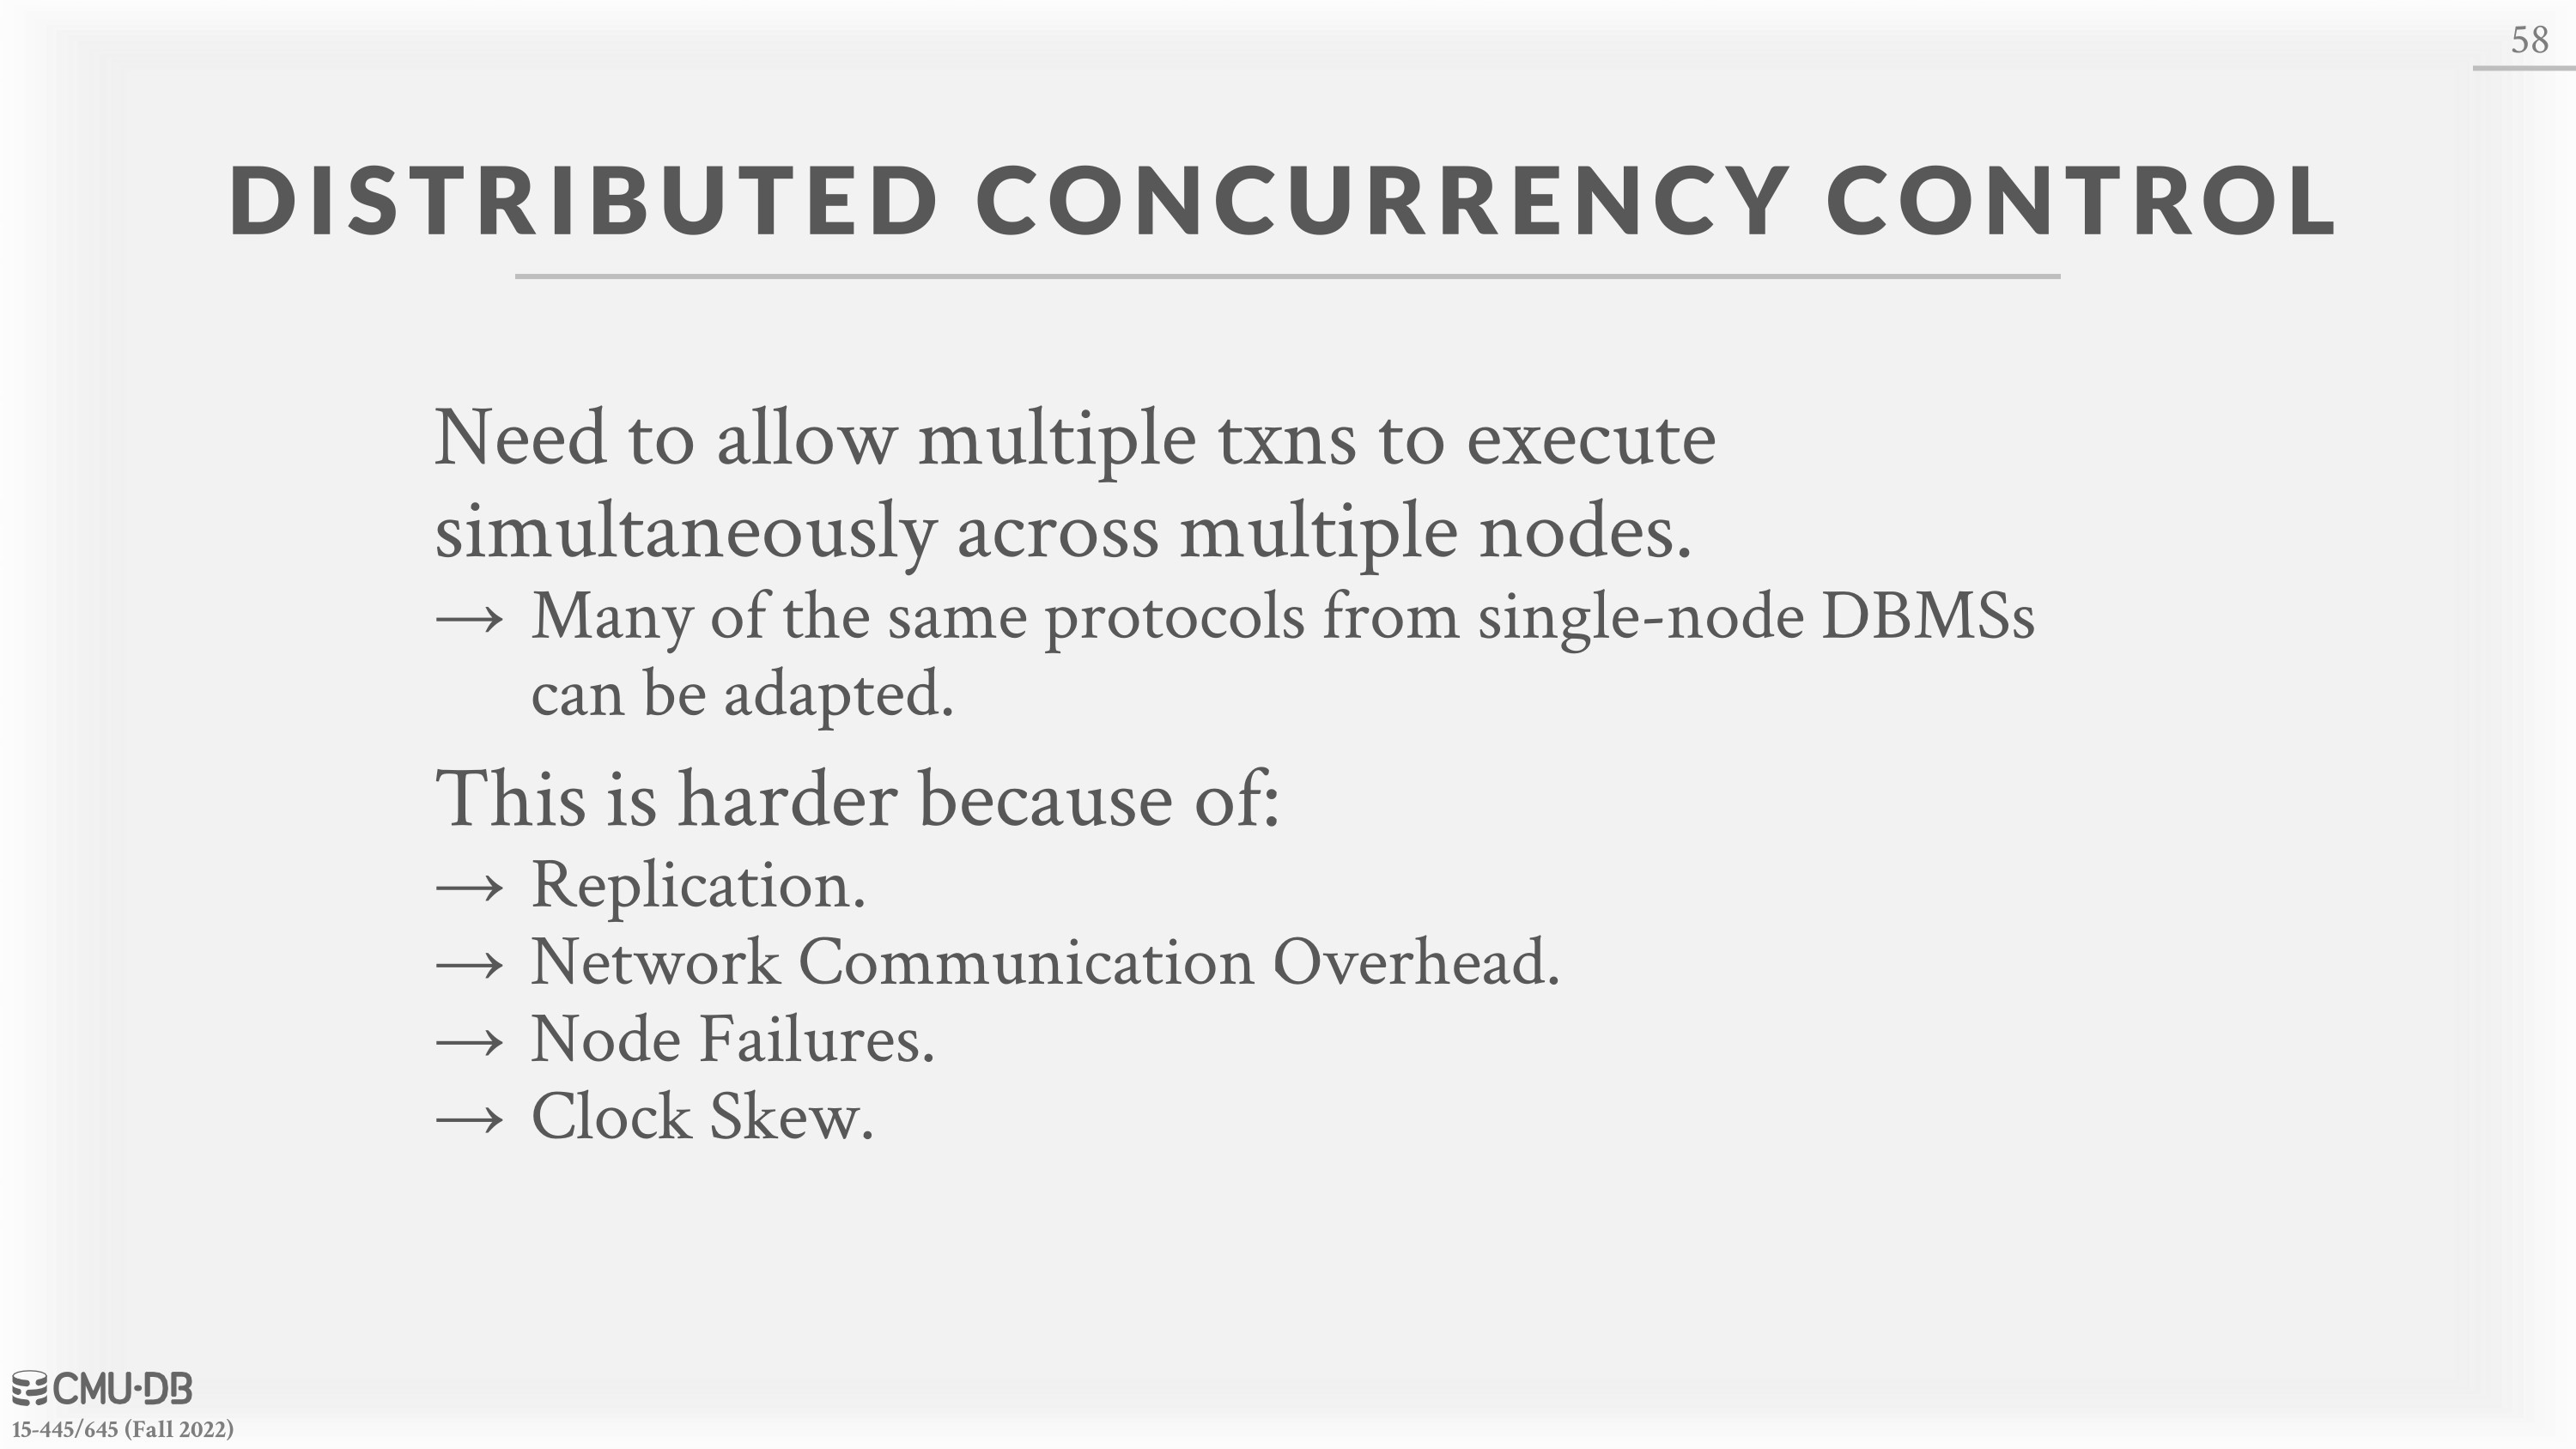 58
DISTRIBUTED CONCURRENCY CONTROL
Need to allow multiple txns to execute
simultaneously across multiple nodes.
→ Many of the same protocols from single-node DBMSs
can be adapted.
This is harder because of:
→ Replication.
→ Network Communication Overhead.
→ Node Failures.
→ Clock Skew.
CMU·DB
15-445/645 (Fall 2022)